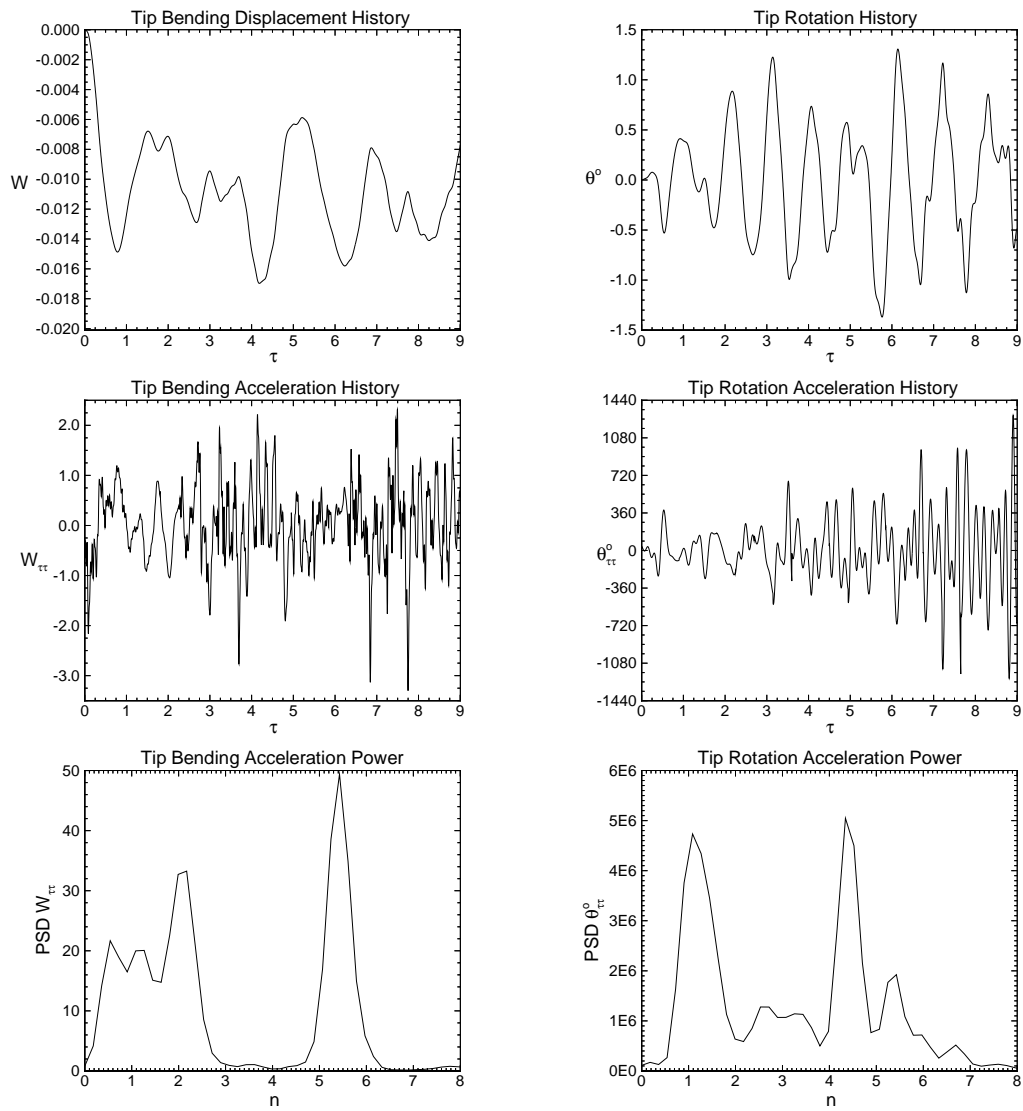 Tip Bending Displacement History
0.000
-0.002
-0.004
-0.006
-0.008
-0.010
-0.012
-0.014
-0.016
-0.018
-0.020
W
0 1 2 3 4 5 6 7 8 9
τ
Tip Rotation History
1.5
1.0
0.5
0.0
-0.5
-1.0
-1.5
θº
0 1 2 3 4 5 6 7 8 9
τ
Tip Bending Acceleration History
2.0
1.0
0.0
-1.0
-2.0
-3.0
Wττ
0 1 2 3 4 5 6 7 8 9
τ
Tip Rotation Acceleration History
1440
1080
720
360
0
-360
-720
-1080
-1440
θºττ
0 1 2 3 4 5 6 7 8 9
τ
Tip Bending Acceleration Power
50
40
30
20
10
0
PSD Wττ
0 1 2 3 4 5 6 7 8
n
Tip Rotation Acceleration Power
6E6
5E6
4E6
3E6
2E6
1E6
0E0
PSD θºττ
0 1 2 3 4 5 6 7 8
n